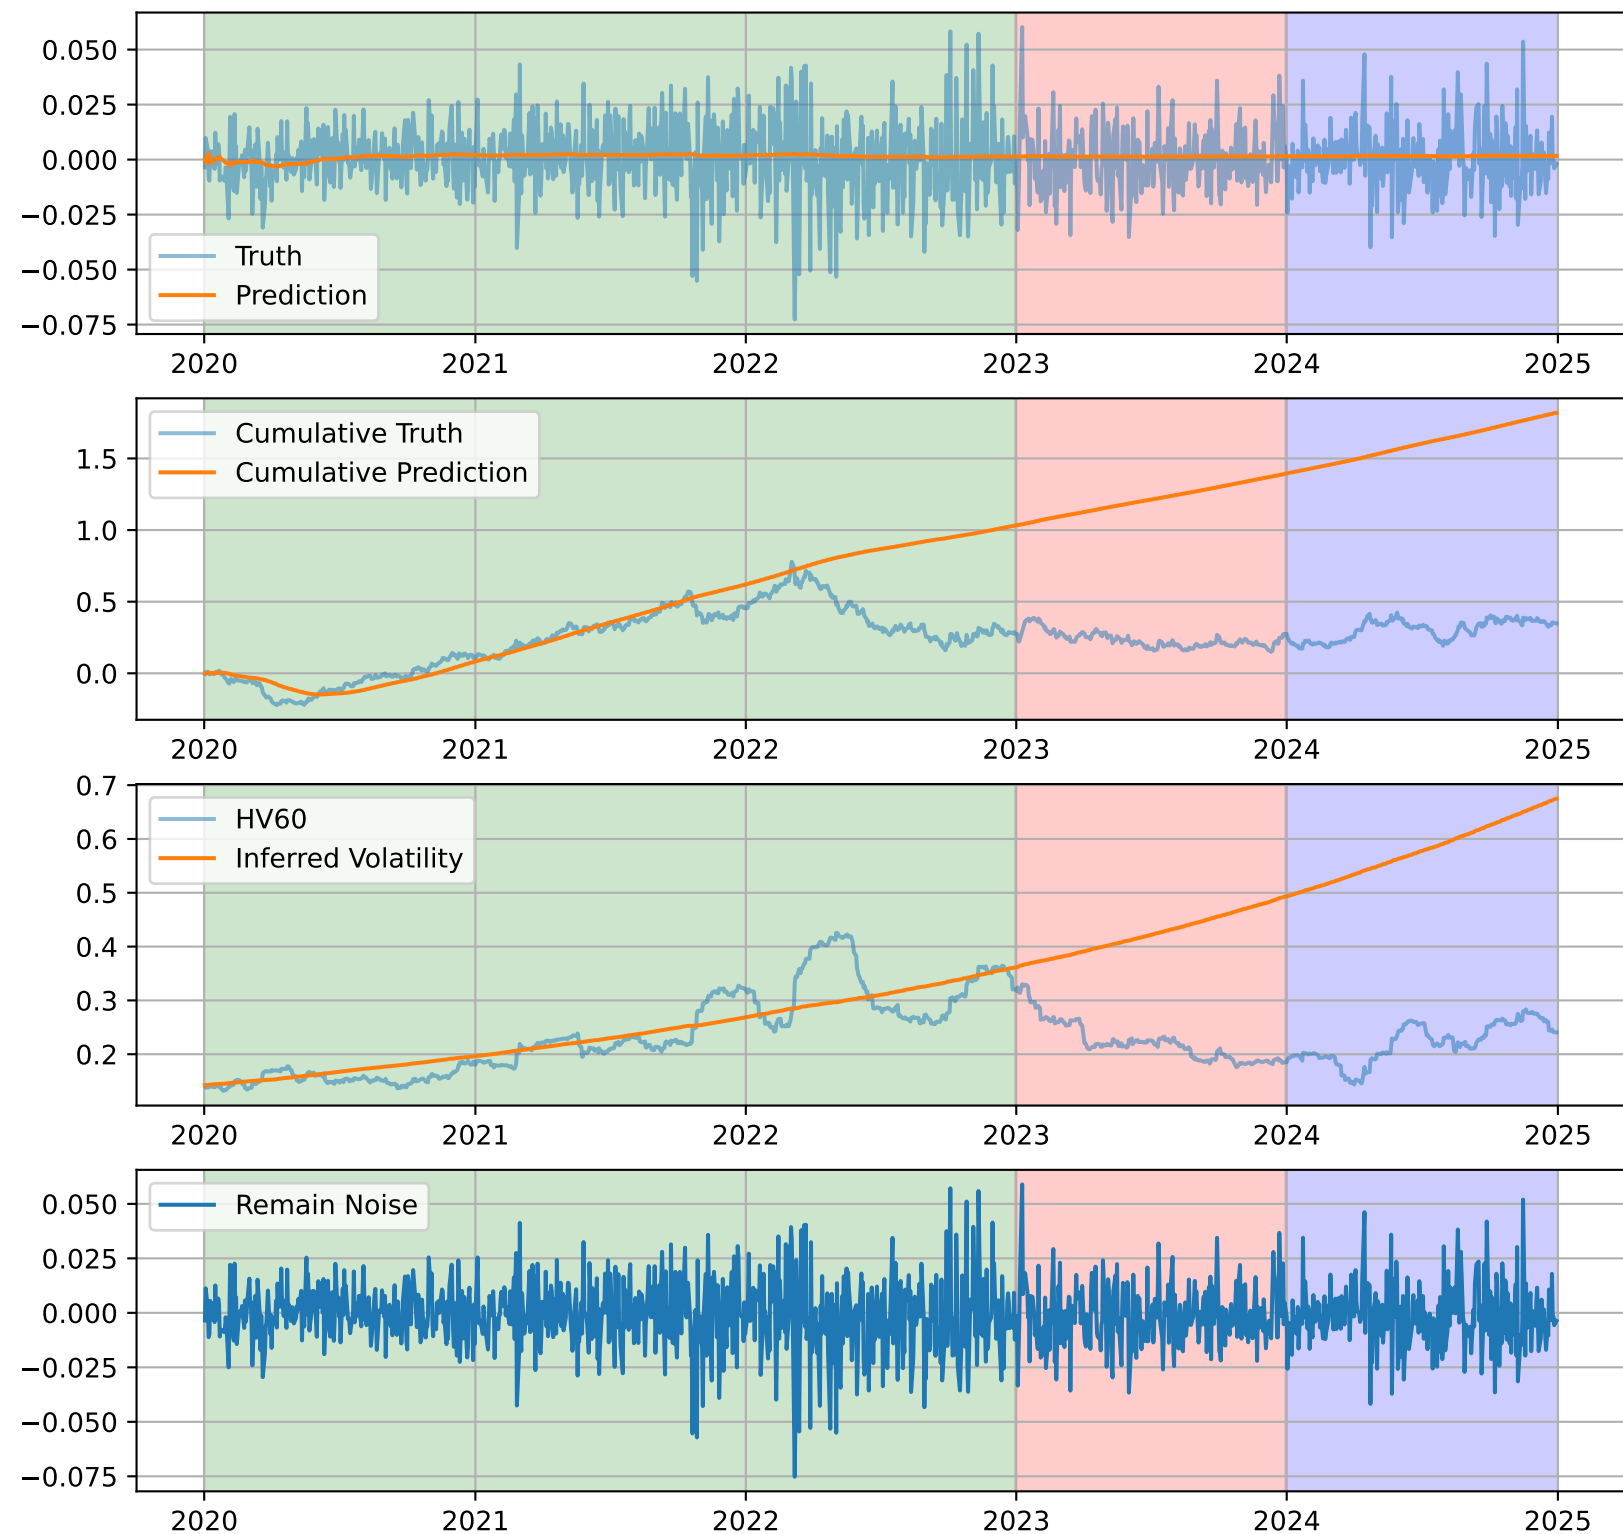 0.050
0.025
0.000
−0.025
−0.050
−0.075
Truth
Prediction
2020 2021 2022 2023 2024 2025
1.5
1.0
0.5
0.0
Cumulative Truth
Cumulative Prediction
2020 2021 2022 2023 2024 2025
0.7
0.6
0.5
0.4
0.3
0.2
HV60
Inferred Volatility
2020 2021 2022 2023 2024 2025
0.050
0.025
0.000
−0.025
−0.050
−0.075
Remain Noise
2020 2021 2022 2023 2024 2025